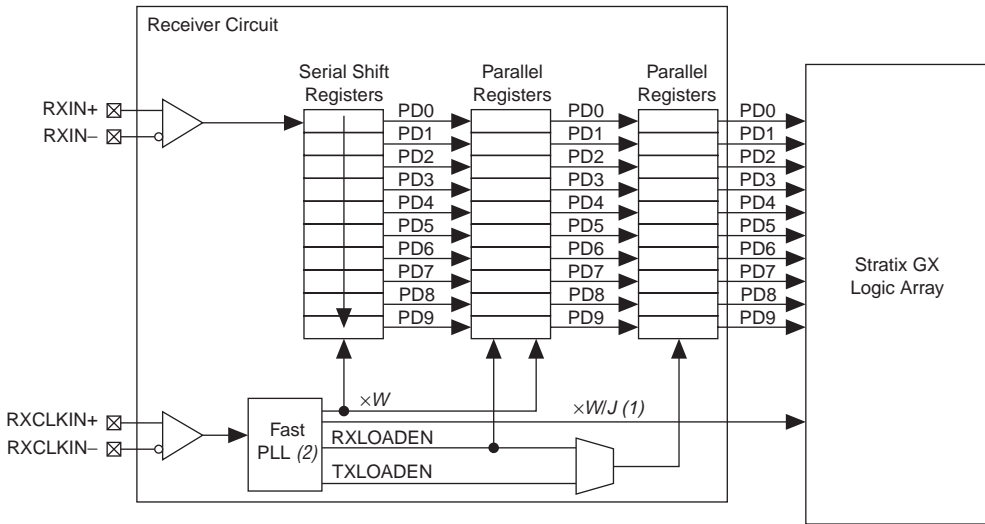 Receiver Circuit
Serial Shift
Registers
Parallel
Registers
Parallel
Registers
RXIN+
RXIN−
PD0 PD0 PD0
PD1 PD1 PD1
PD2 PD2 PD2
PD3 PD3 PD3
PD4 PD4 PD4
PD5 PD5 PD5
PD6 PD6 PD6
PD7 PD7 PD7
PD8 PD8 PD8
PD9 PD9 PD9
Stratix GX
Logic Array
RXCLKIN+
RXCLKIN−
Fast
PLL (2)
×W
×W/J (1)
RXLOADEN
TXLOADEN